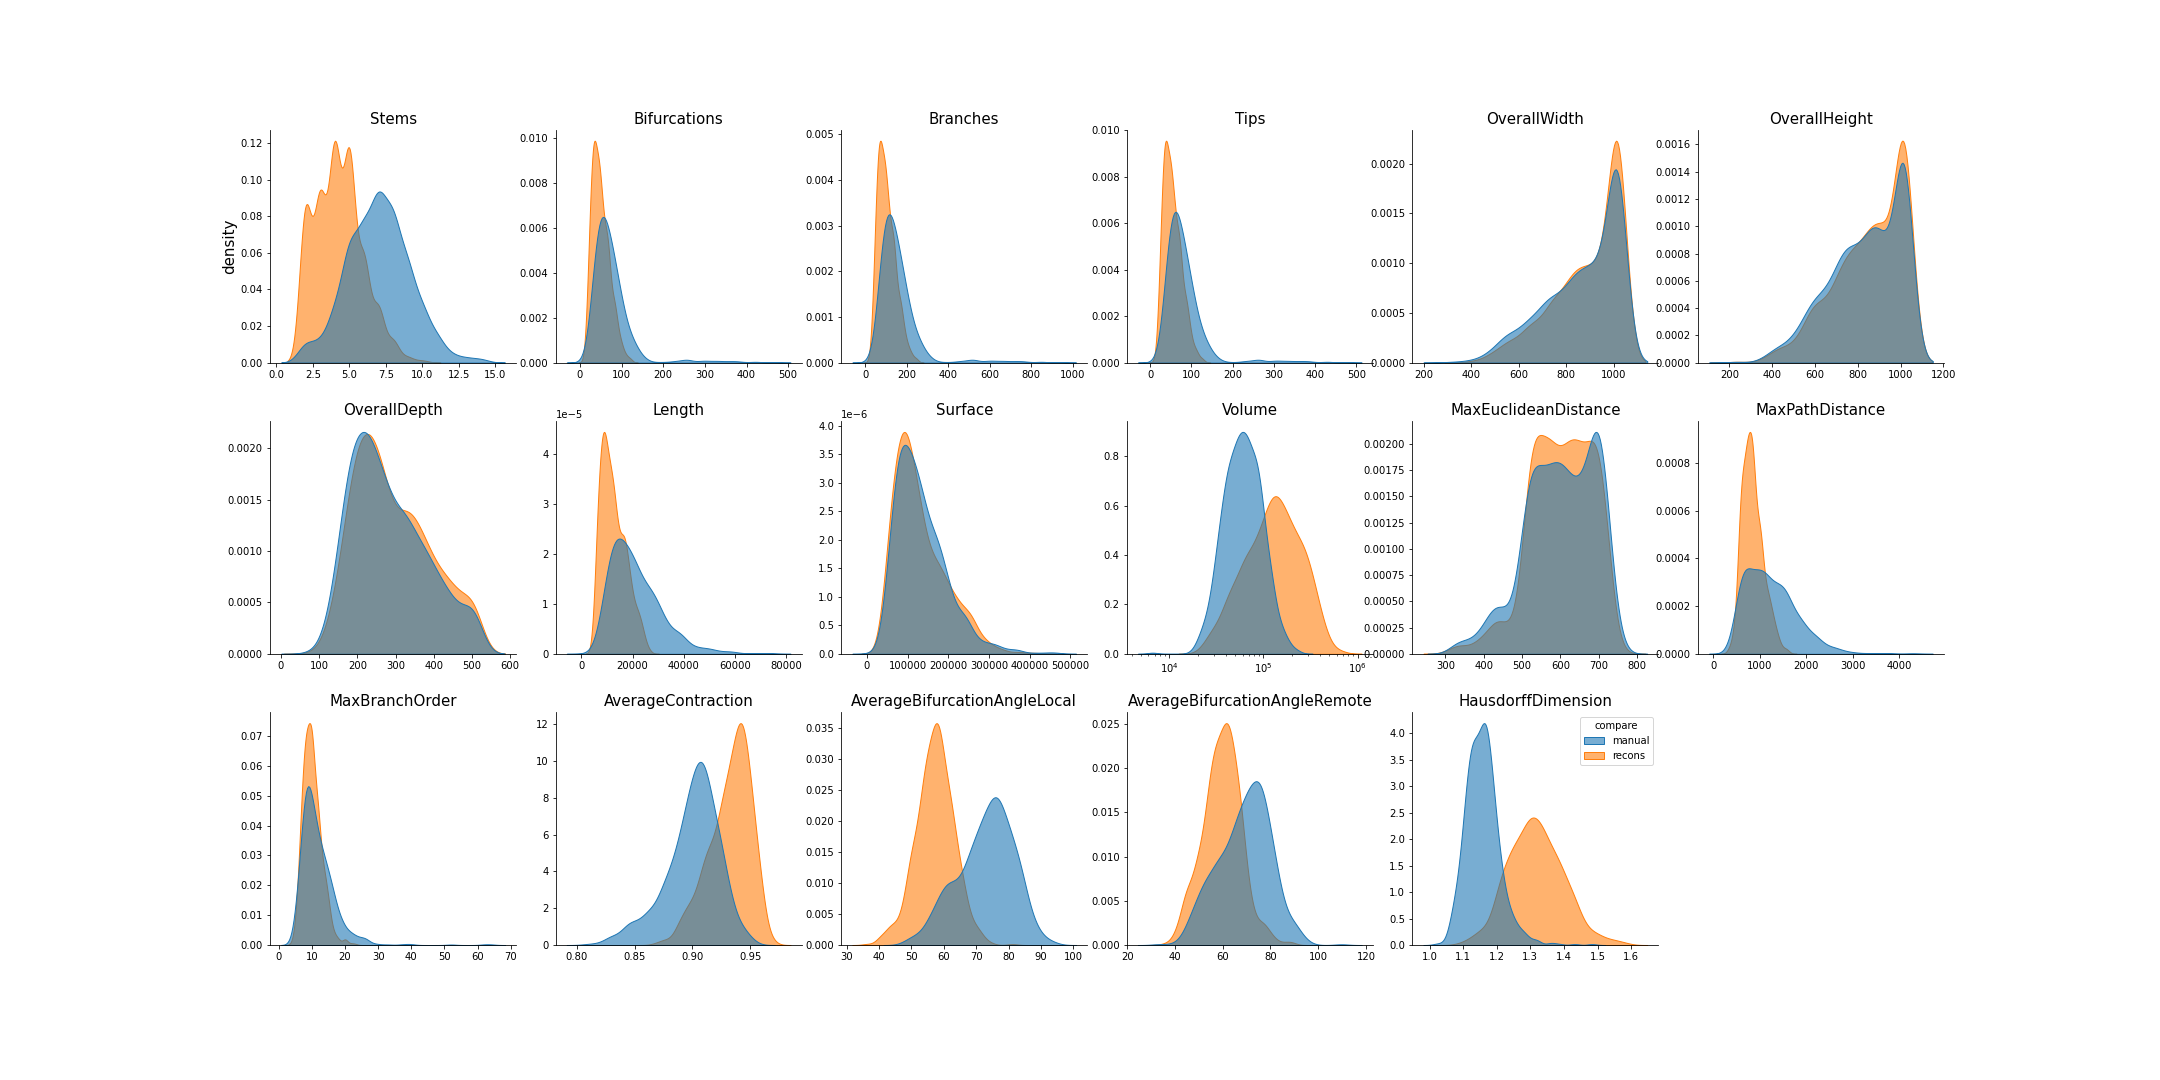 Stems
Bifurcations
Branches
Tips
OverallWidth
OverallHeight
density
0.12
0.10
0.08
0.06
0.04
0.02
0.00
0.0 2.5 5.0 7.5 10.0 12.5 15.0
0.010
0.008
0.006
0.004
0.002
0.000
0 100 200 300 400 500
0.005
0.004
0.003
0.002
0.001
0.000
0 200 400 600 800 1000
0.010
0.008
0.006
0.004
0.002
0.000
0 100 200 300 400 500
0.0020
0.0015
0.0010
0.0005
0.0000
200 400 600 800 1000
0.0016
0.0014
0.0012
0.0010
0.0008
0.0006
0.0004
0.0002
0.0000
200 400 600 800 1000 1200
OverallDepth
Length
Surface
Volume
MaxEuclideanDistance
MaxPathDistance
0.0020
0.0015
0.0010
0.0005
0.0000
0 100 200 300 400 500 600
1e−5
4
3
2
1
0
0 20000 40000 60000 80000
1e−6
4.0
3.5
3.0
2.5
2.0
1.5
1.0
0.5
0.0
0 100000 200000 300000 400000 500000
0.8
0.6
0.4
0.2
0.0
10⁴ 10⁵ 10⁶
0.00200
0.00175
0.00150
0.00125
0.00100
0.00075
0.00050
0.00025
0.00000
300 400 500 600 700 800
0.0008
0.0006
0.0004
0.0002
0.0000
0 1000 2000 3000 4000
MaxBranchOrder
AverageContraction
AverageBifurcationAngleLocal
AverageBifurcationAngleRemote
HausdorffDimension
0.07
0.06
0.05
0.04
0.03
0.02
0.01
0.00
0 10 20 30 40 50 60 70
12
10
8
6
4
2
0
0.80 0.85 0.90 0.95
0.035
0.030
0.025
0.020
0.015
0.010
0.005
0.000
30 40 50 60 70 80 90 100
0.025
0.020
0.015
0.010
0.005
0.000
20 40 60 80 100 120
4.0
3.5
3.0
2.5
2.0
1.5
1.0
0.5
0.0
1.0 1.1 1.2 1.3 1.4 1.5 1.6
compare
manual
recons